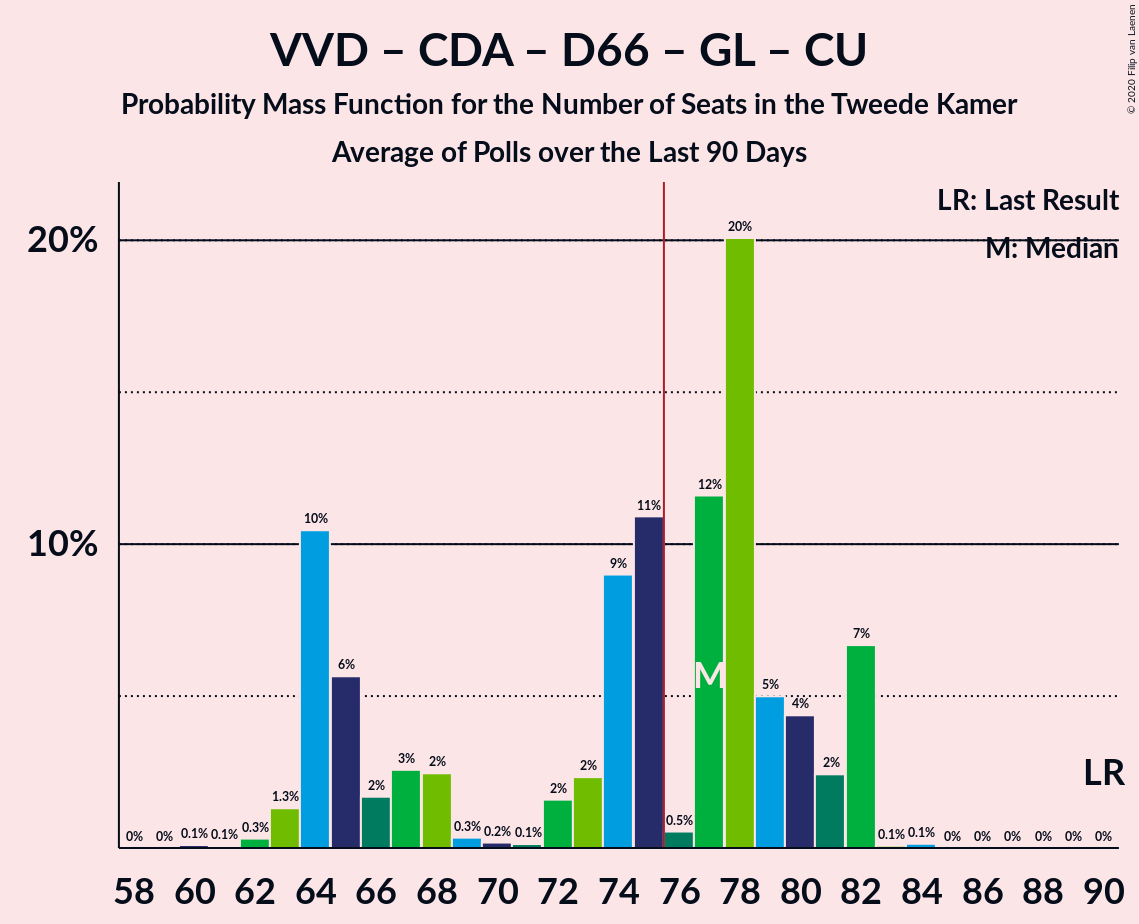 VVD – CDA – D66 – GL – CU
Probability Mass Function for the Number of Seats in the Tweede Kamer
Average of Polls over the Last 90 Days
© 2020 Filip van Laenen
LR: Last Result
M: Median
20%
10%
0% 0% 0.1% 0.1% 0.3% 1.3% 10% 6% 2% 3% 2% 0.3% 0.2% 0.1% 2% 2% 9% 11% 0.5% 12% 20% 5% 4% 2% 7% 0.1% 0.1% 0% 0% 0% 0% 0% 0%
M
LR
58 60 62 64 66 68 70 72 74 76 78 80 82 84 86 88 90